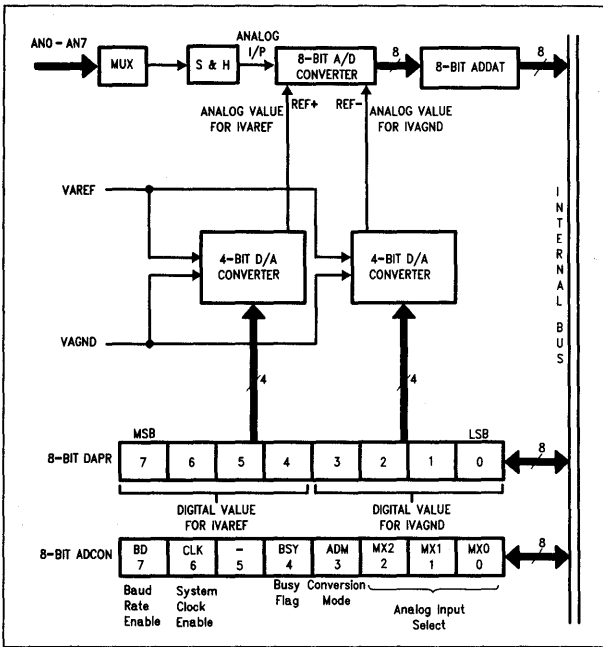 AN0 - AN7
MUX
S & H
ANALOG
I/P
8-BIT A/D
CONVERTER
8
8-BIT ADDAT
8
ANALOG VALUE
FOR IVAREF
REF+
REF-
ANALOG VALUE
FOR IVAGND
VAREF
4-BIT D/A
CONVERTER
4-BIT D/A
CONVERTER
VAGND
4
4
INTERNAL BUS
MSB
LSB
8-BIT DAPR
7 6 5 4 3 2 1 0
8
DIGITAL VALUE
FOR IVAREF
DIGITAL VALUE
FOR IVAGND
8-BIT ADCON
BD CLK - BSY ADM MX2 MX1 MX0
7 6 5 4 3 2 1 0
8
Baud
Rate
Enable
System
Clock
Enable
Busy
Flag
Conversion
Mode
Analog Input
Select